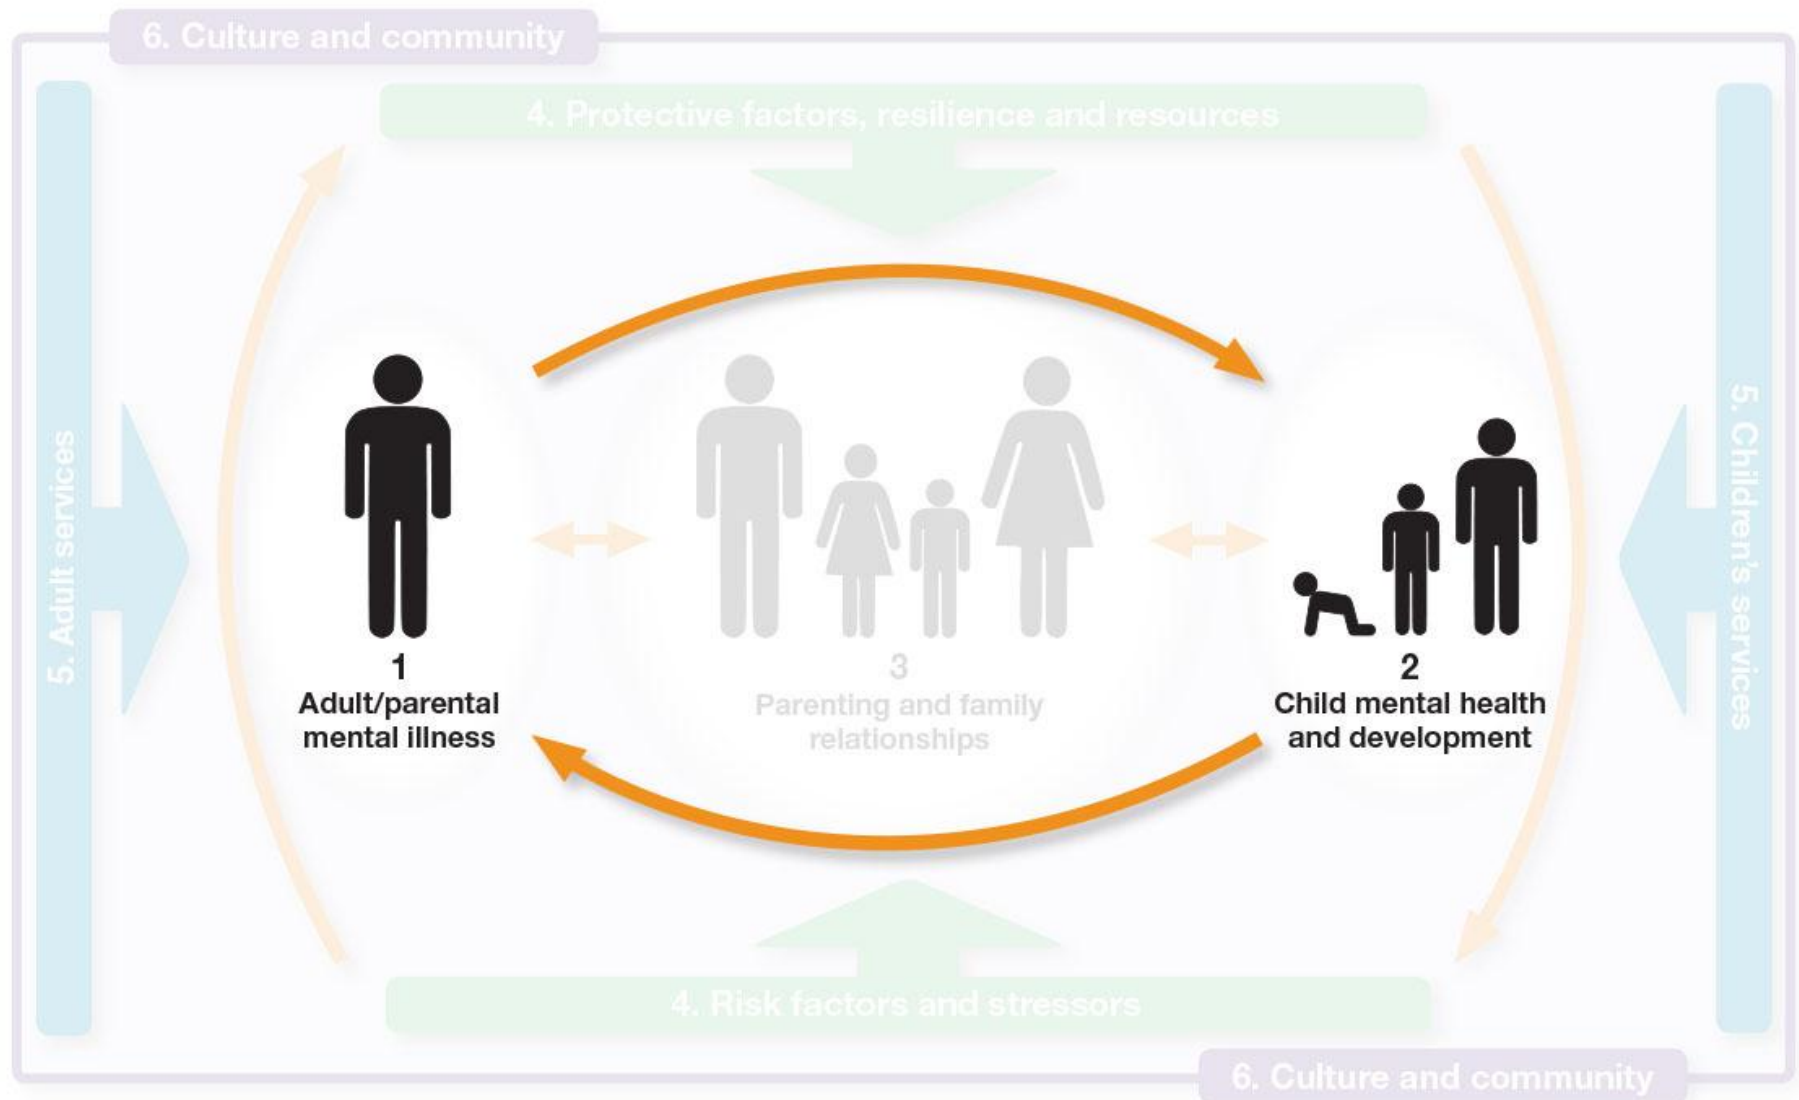 6. Culture and community
4. Protective factors, resilience and resources
5. Adult services
5. Children's services
1
Adult/parental
mental illness
3
Parenting and family
relationships
2
Child mental health
and development
4. Risk factors and stressors
6. Culture and community